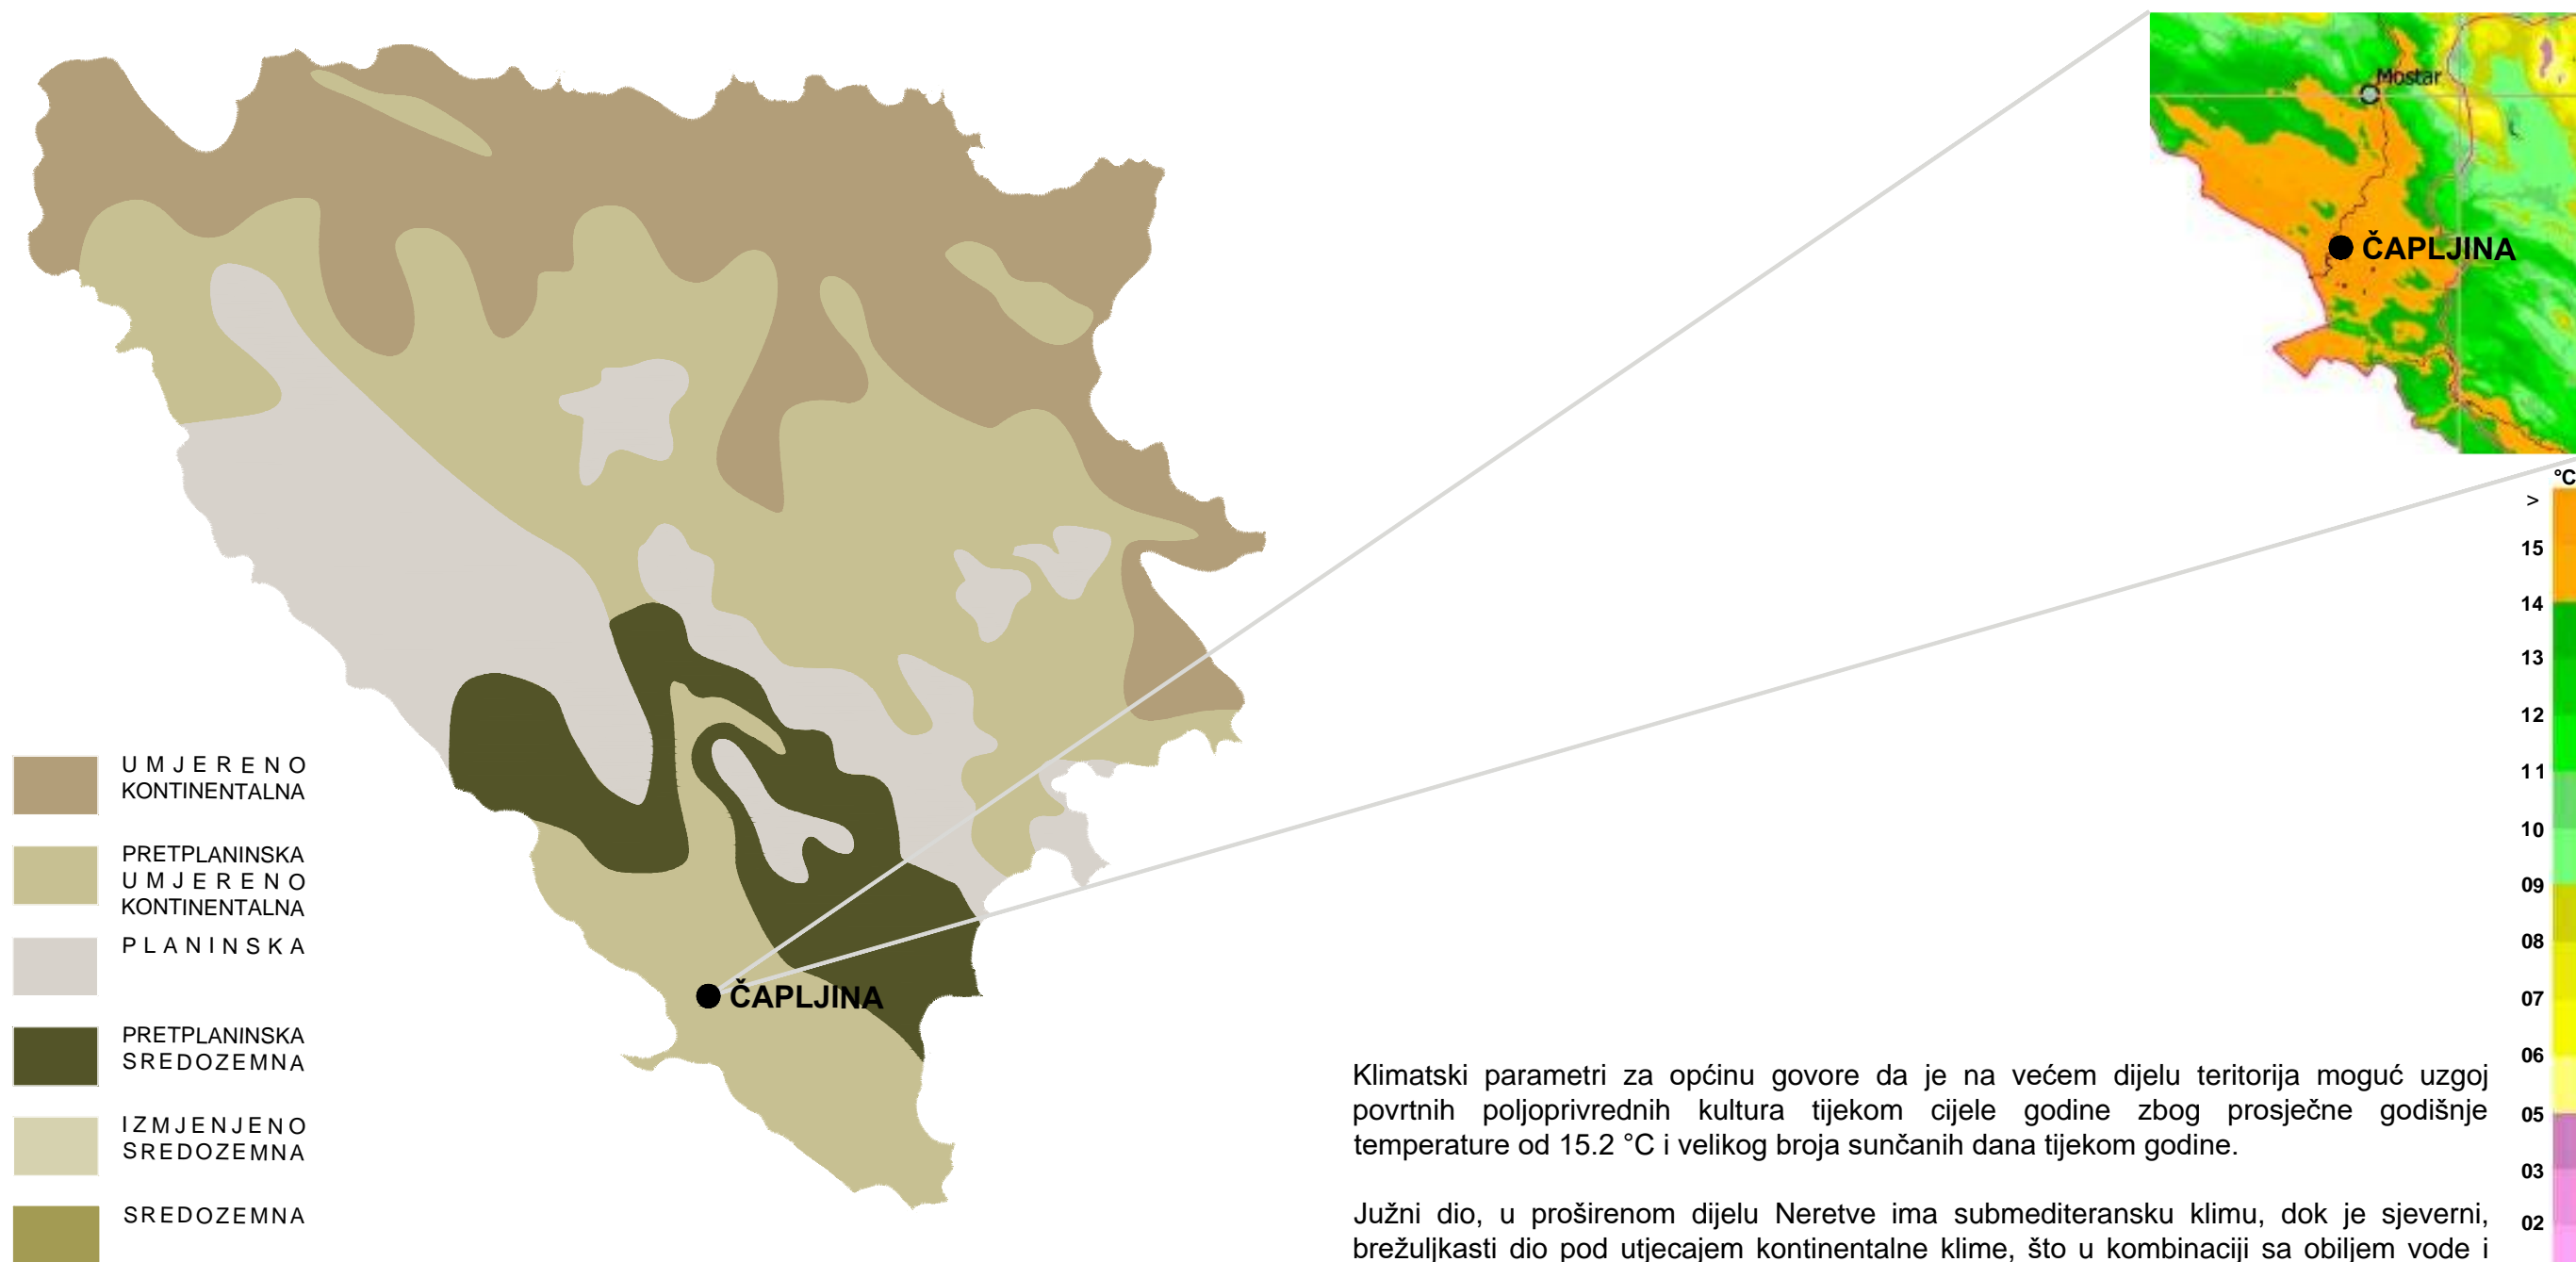 Mostar
ČAPLJINA
°C
>
15
14
13
12
11
10
09
08
07
06
05
03
02
UMJERENO
KONTINENTALNA
PRETPLANINSKA
UMJERENO
KONTINENTALNA
PLANINSKA
PRETPLANINSKA
SREDOZEMNA
IZMJENJENO
SREDOZEMNA
SREDOZEMNA
ČAPLJINA
Klimatski parametri za općinu govore da je na većem dijelu teritorija moguć uzgoj
povrtnih poljoprivrednih kultura tijekom cijele godine zbog prosječne godišnje
temperature od 15.2 °C i velikog broja sunčanih dana tijekom godine.
Južni dio, u proširenom dijelu Neretve ima submediteransku klimu, dok je sjeverni,
brežuljkasti dio pod utjecajem kontinentalne klime, što u kombinaciji sa obiljem vode i